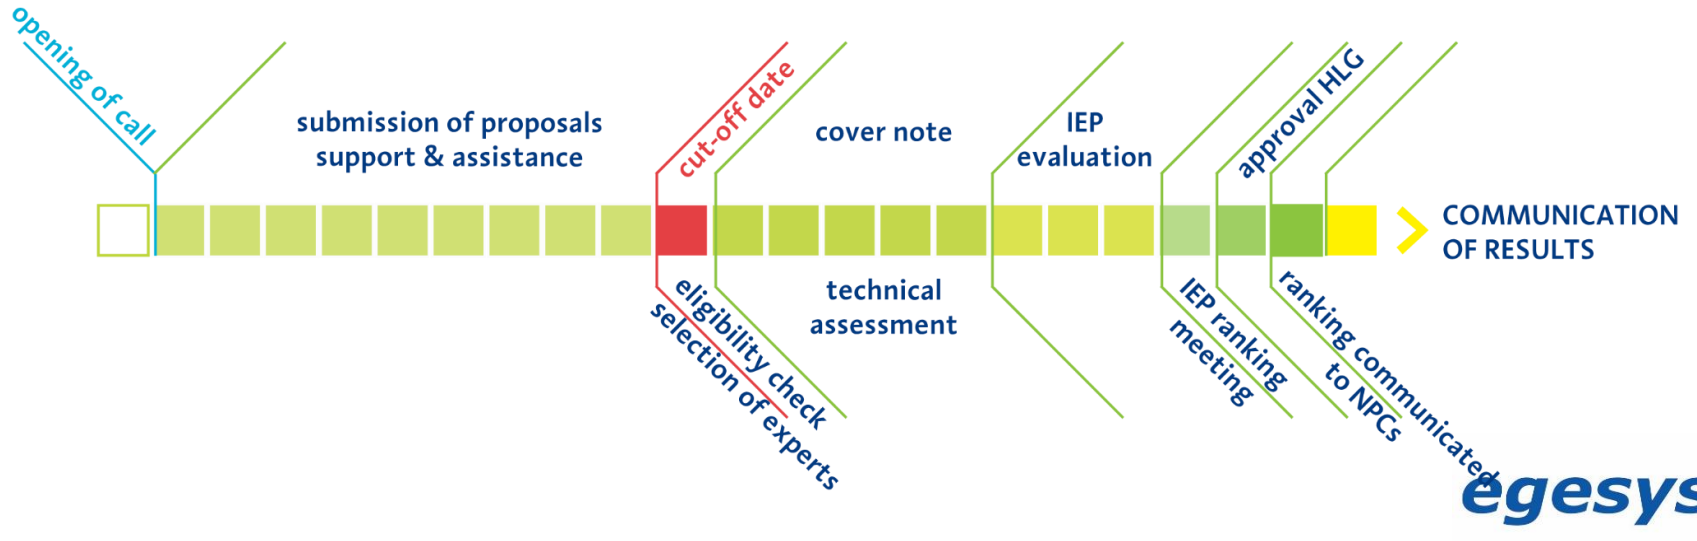 opening of call
submission of proposals
support & assistance
cut-off date
cover note
IEP
evaluation
approval HLG
COMMUNICATION
OF RESULTS
eligibility check
selection of experts
technical
assessment
IEP ranking
meeting
ranking communicated
to NPCs
egesys